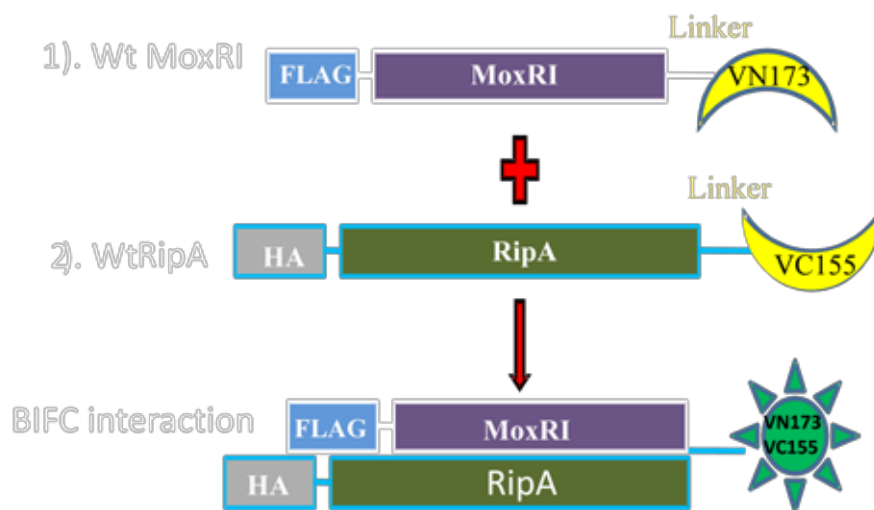 Linker
1). Wt MoxRI
FLAG
MoxRI
VN173
Linker
2). WtRipA
HA
RipA
VC155
BIFC interaction
FLAG
MoxRI
VN173
VC155
HA
RipA